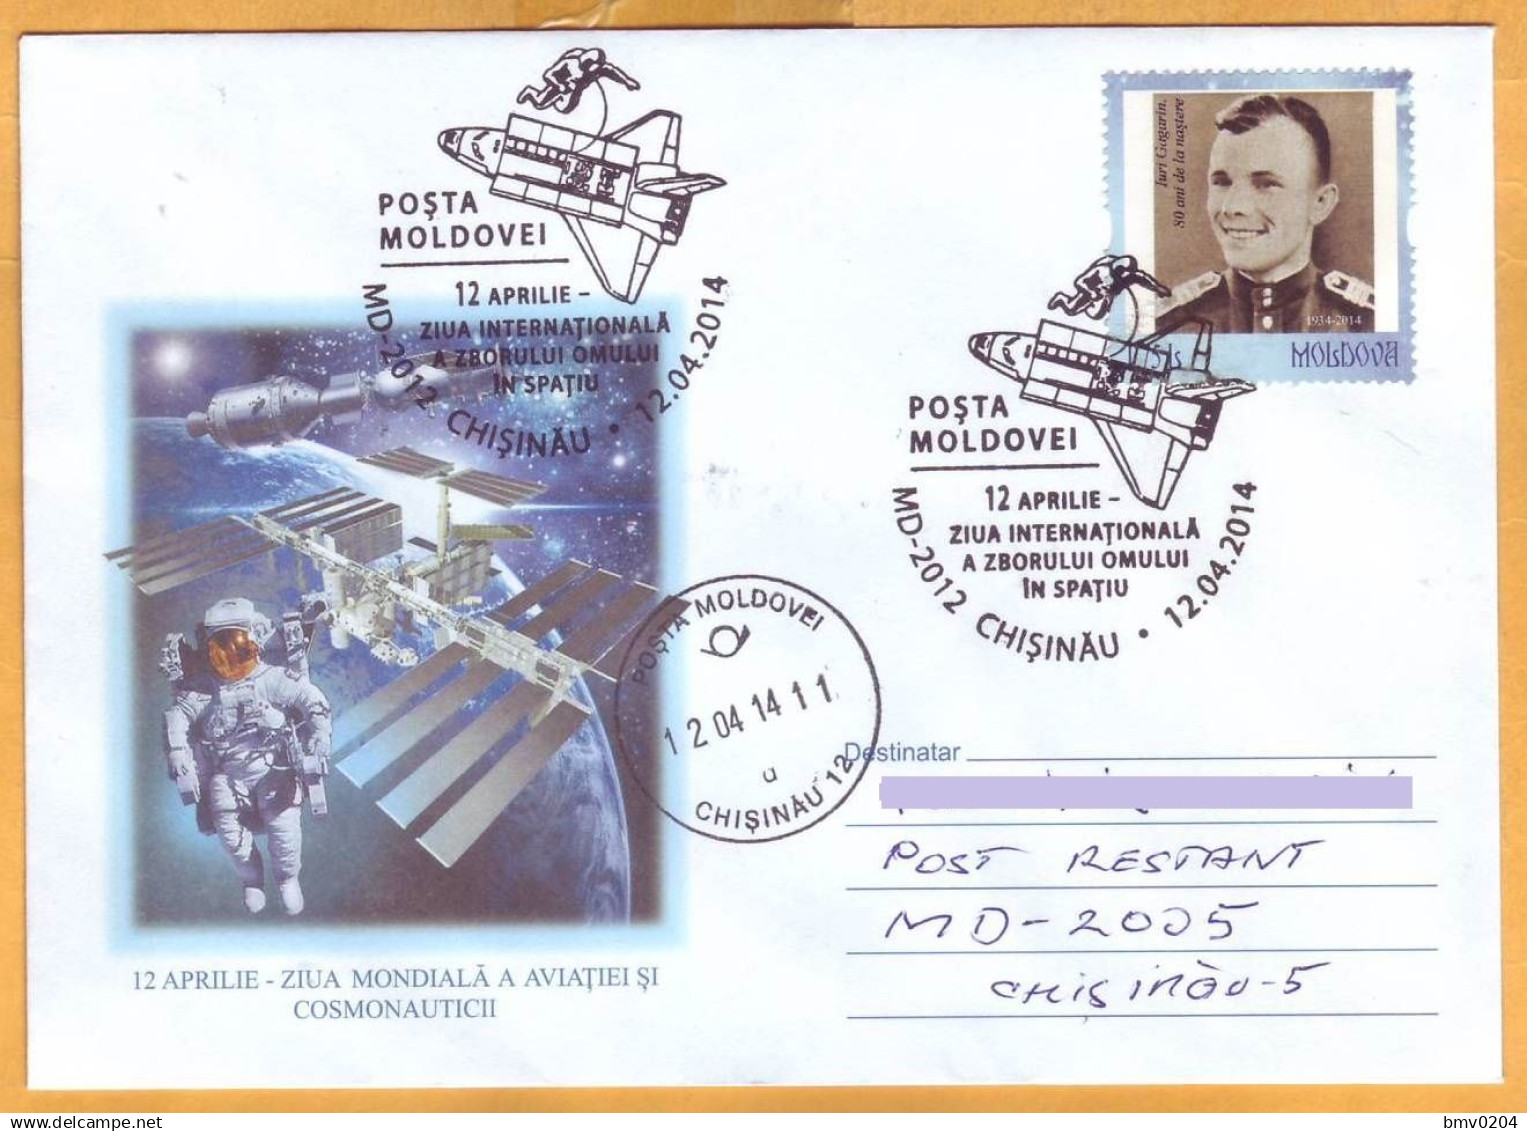 POȘTA
MOLDOVEI
12 APRILIE –
ZIUA INTERNAȚIONALĂ
A ZBORULUI OMULUI
ÎN SPAȚIU
MD-2012 CHIȘINĂU • 12.04.2014
Iuri Gagarin.
80 ani de la naștere
1934-2014
MOLDOVA
POȘTA
MOLDOVEI
12 APRILIE –
ZIUA INTERNAȚIONALĂ
A ZBORULUI OMULUI
ÎN SPAȚIU
MD-2012 CHIȘINĂU • 12.04.2014
POȘTA MOLDOVEI
12 04 14 11
a
CHIȘINĂU 12
Destinatar
POST RESTANT
MD-2005
CHIȘINĂU-5
12 APRILIE - ZIUA MONDIALĂ A AVIAȚIEI ȘI
COSMONAUTICII
bmv0204